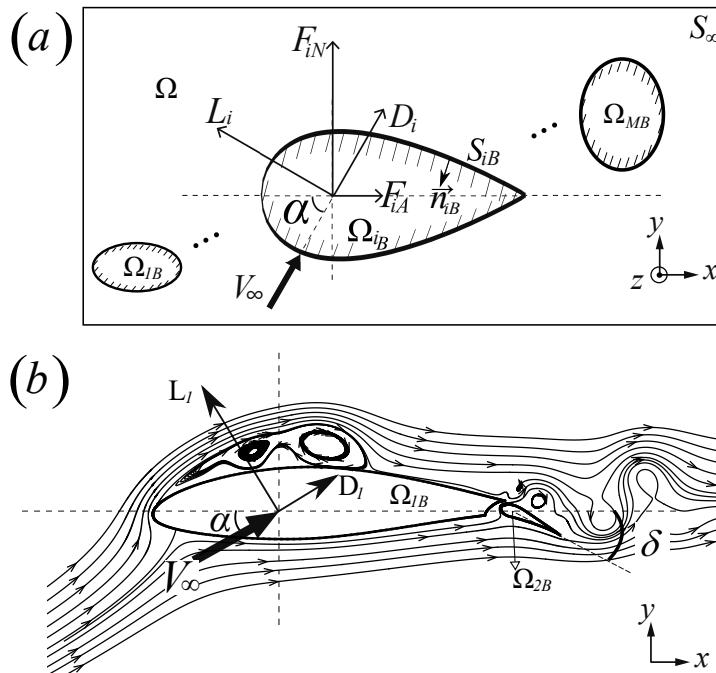 (a)
S∞
F_iN
Ω
L_i
D_i
Ω_MB
S_iB
F_iA
n_iB
α
Ω_iB
Ω_1B
V∞
y
z
x
(b)
L_1
D_1
Ω_1B
α
V∞
δ
Ω_2B
y
x